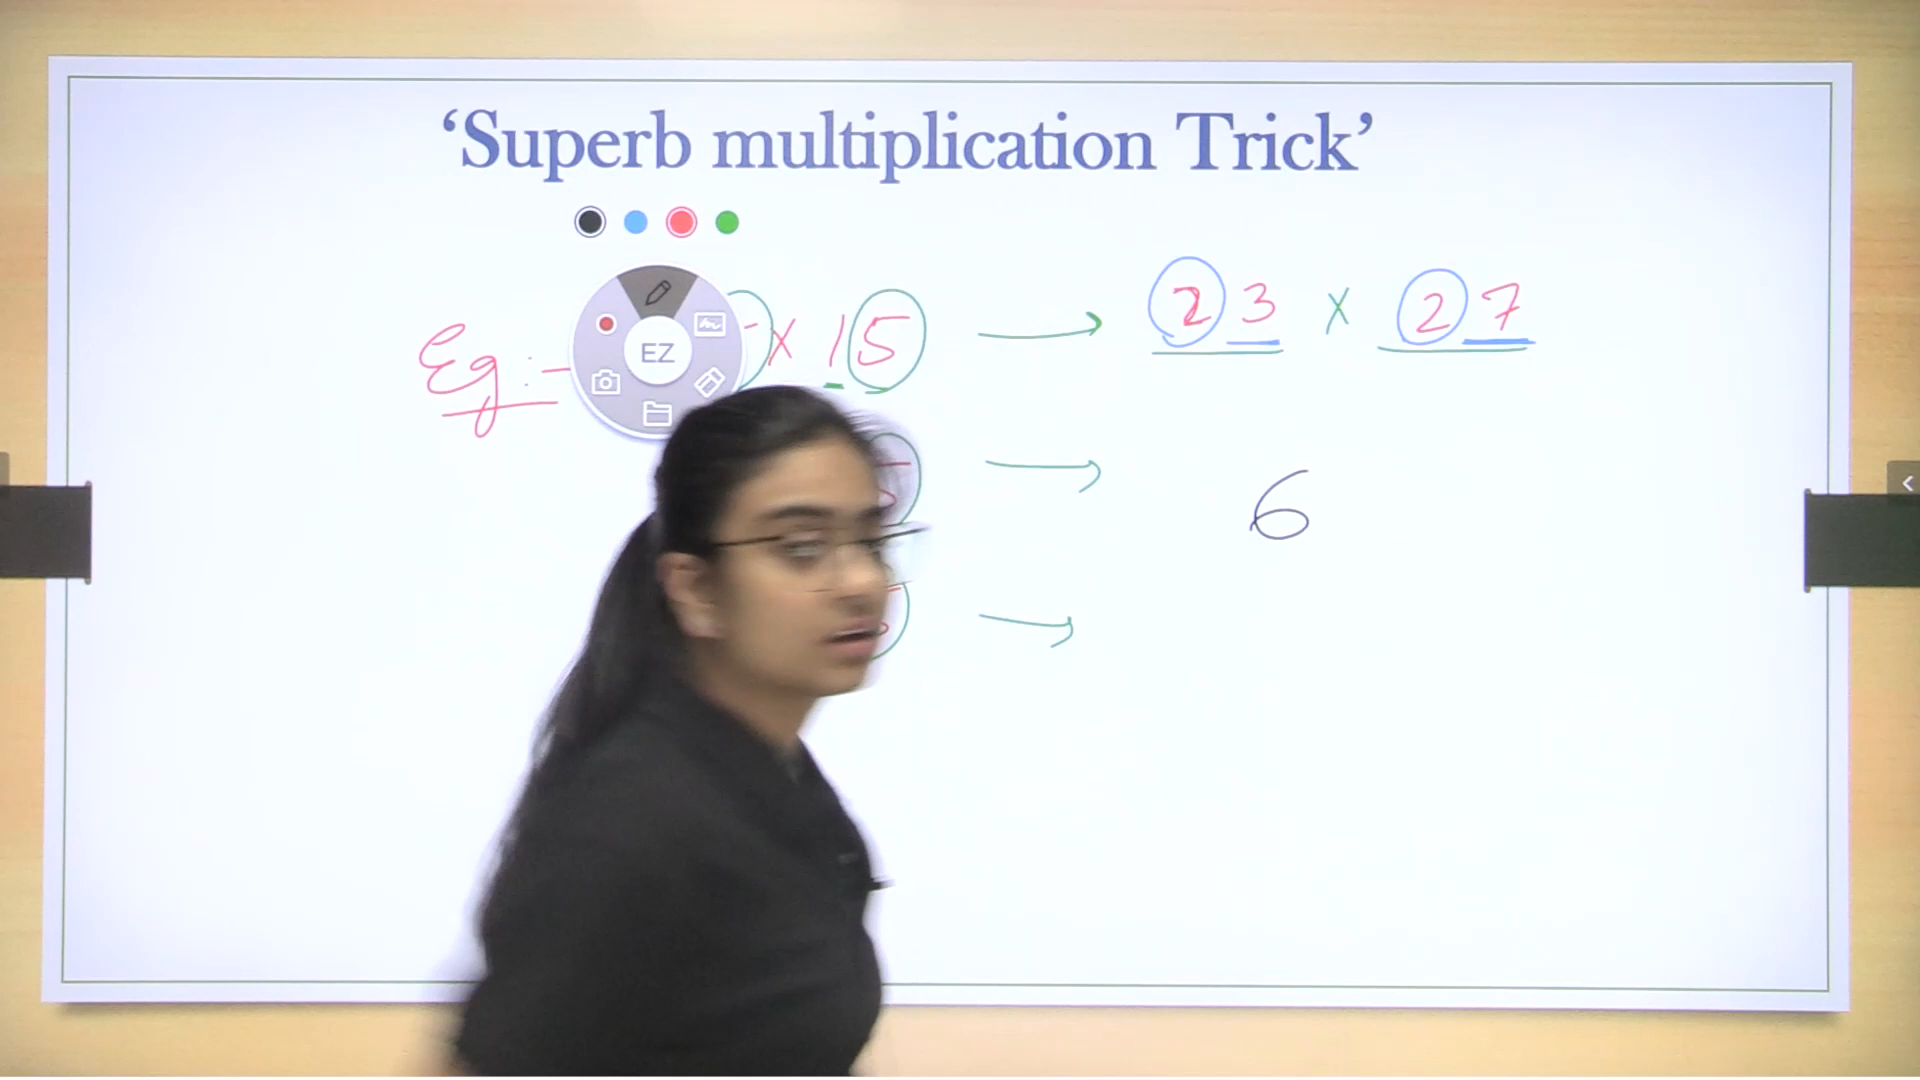 ‘Superb multiplication Trick’
Eg:- EZ x 15 → 23 x 27
→ 6
→